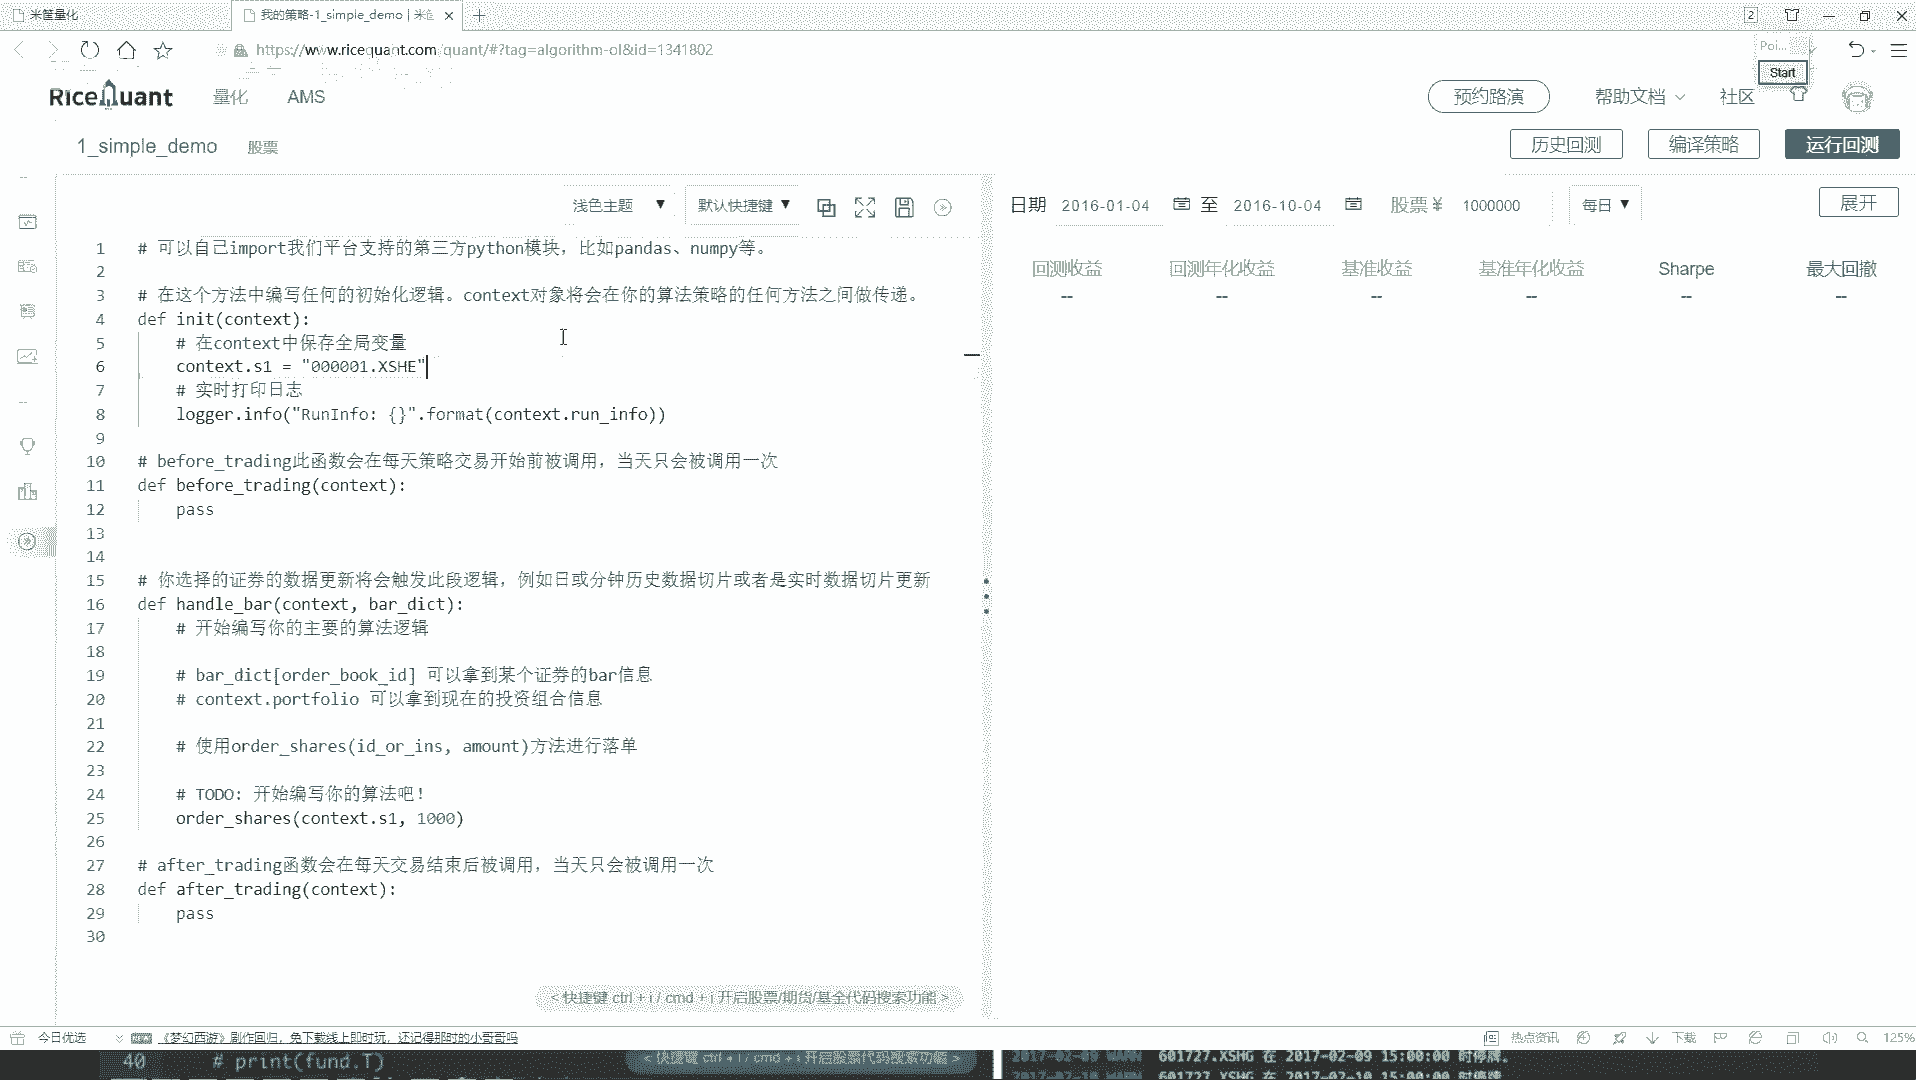 米筐量化
我的策略-1_simple_demo | 米
2
https://www.ricequant.com/quant/#?tag=algorithm-ol&id=1341802
Poi...
Start
RiceQuant 量化 AMS 预约路演 帮助文档 社区
1_simple_demo 股票 历史回测 编译策略 运行回测
浅色主题 ▼ 默认快捷键 ▼
日期 2016-01-04 至 2016-10-04 股票 ¥ 1000000 每日 ▼ 展开
回测收益 回测年化收益 基准收益 基准年化收益 Sharpe 最大回撤
-- -- -- -- -- --
1 # 可以自己import我们平台支持的第三方python模块，比如pandas、numpy等。
2
3 # 在这个方法中编写任何的初始化逻辑。context对象将会在你的算法策略的任何方法之间做传递。
4 def init(context):
5 # 在context中保存全局变量
6 context.s1 = "000001.XSHE"
7 # 实时打印日志
8 logger.info("RunInfo: {}".format(context.run_info))
9
10 # before_trading此函数会在每天策略交易开始前被调用，当天只会被调用一次
11 def before_trading(context):
12 pass
13
14
15 # 你选择的证券的数据更新将会触发此段逻辑，例如日或分钟历史数据切片或者是实时数据切片更新
16 def handle_bar(context, bar_dict):
17 # 开始编写你的主要的算法逻辑
18
19 # bar_dict[order_book_id] 可以拿到某个证券的bar信息
20 # context.portfolio 可以拿到现在的投资组合信息
21
22 # 使用order_shares(id_or_ins, amount)方法进行落单
23
24 # TODO: 开始编写你的算法吧！
25 order_shares(context.s1, 1000)
26
27 # after_trading函数会在每天交易结束后被调用，当天只会被调用一次
28 def after_trading(context):
29 pass
30
< 快捷键 ctrl + i / cmd + i 开启股票/期货/基金代码搜索功能 >
今日优选 《梦幻西游》剧作回归，免下载线上即时玩，还记得那时的小哥哥吗 热点资讯 下载 125%
40 # print(fund.T) < 快捷键 ctrl + i / cmd + i 开启股票代码搜索功能 > 2017-02-09 WARN 601727.XSHG 在 2017-02-09 15:00:00 时停牌。
2017-02-10 WARN 601727.XSHG 在 2017-02-10 15:00:00 时停牌。